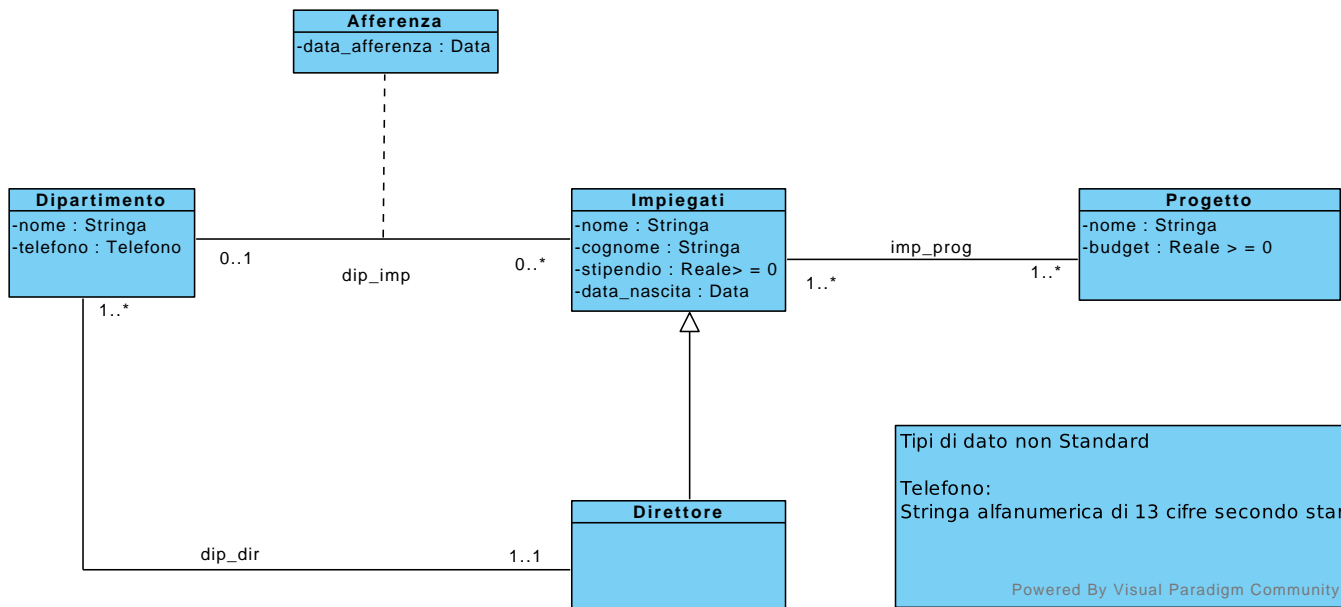 Afferenza
-data_afferenza : Data
Dipartimento
-nome : Stringa
-telefono : Telefono
0..1
dip_imp
0..*
1..*
Impiegati
-nome : Stringa
-cognome : Stringa
-stipendio : Reale> = 0
-data_nascita : Data
imp_prog
1..*
1..*
Progetto
-nome : Stringa
-budget : Reale > = 0
dip_dir
1..1
Direttore
Tipi di dato non Standard
Telefono:
Stringa alfanumerica di 13 cifre secondo
Powered By Visual Paradigm Community